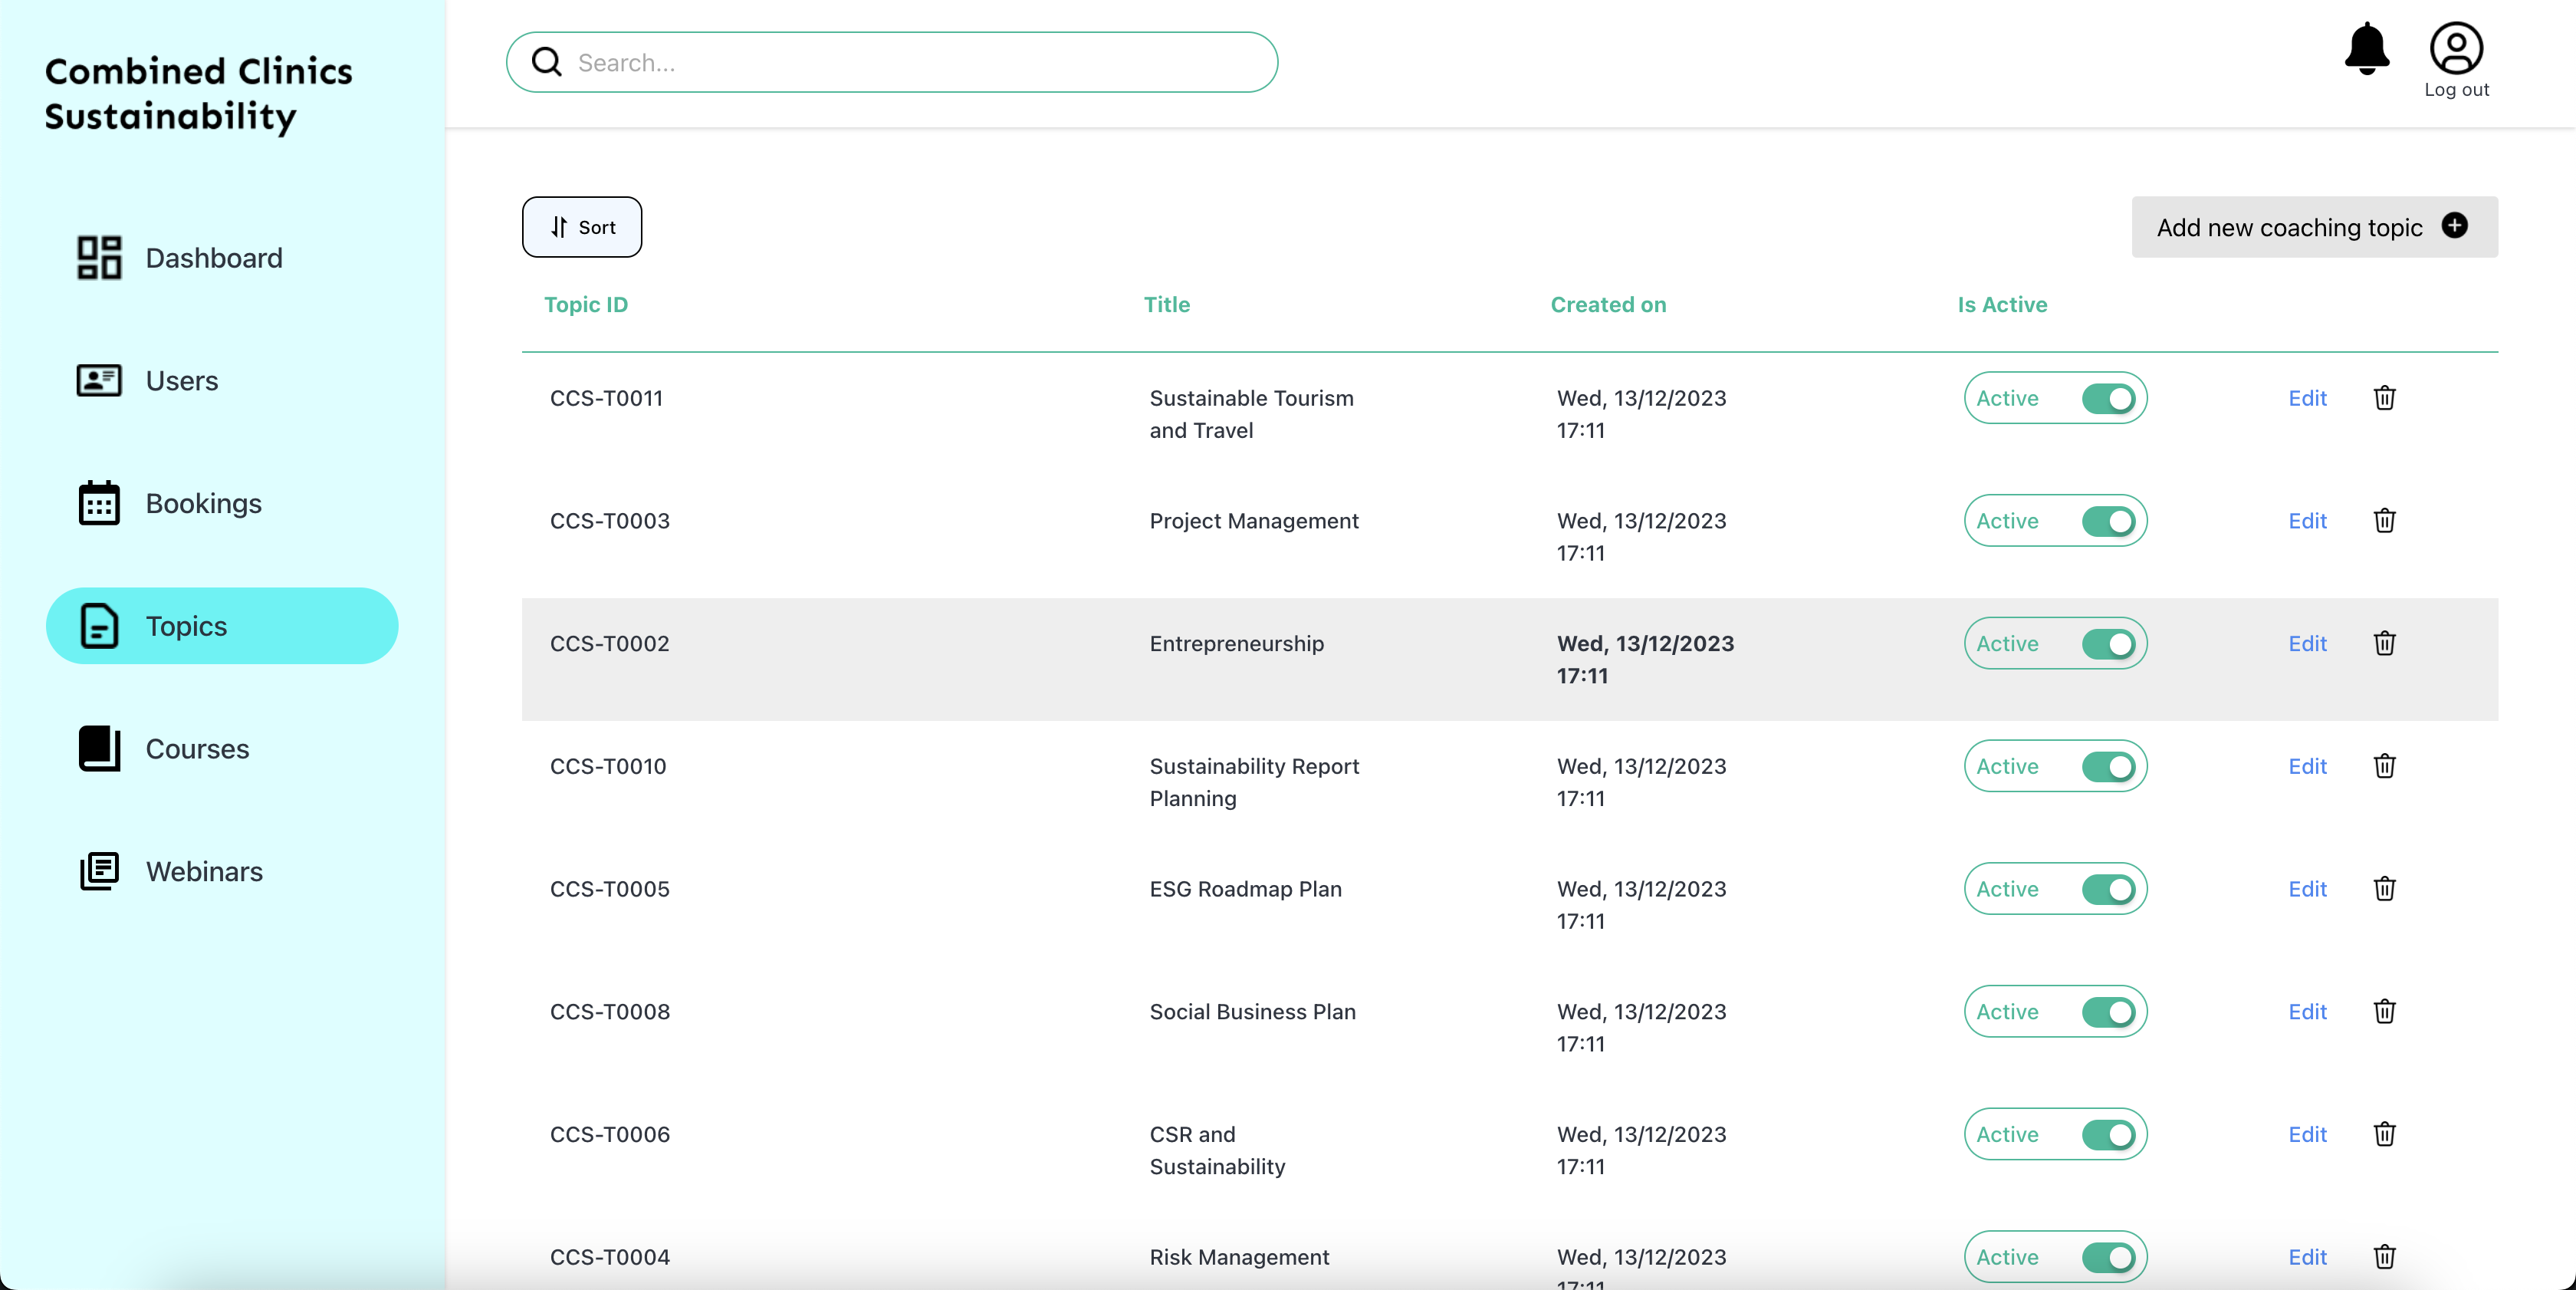 Combined Clinics
Sustainability
Search...
Log out
Dashboard
Users
Bookings
Topics
Courses
Webinars
Sort
Add new coaching topic
Topic ID Title Created on Is Active
CCS-T0011 Sustainable Tourism Wed, 13/12/2023 Active Edit
and Travel 17:11
CCS-T0003 Project Management Wed, 13/12/2023 Active Edit
17:11
CCS-T0002 Entrepreneurship Wed, 13/12/2023 Active Edit
17:11
CCS-T0010 Sustainability Report Wed, 13/12/2023 Active Edit
Planning 17:11
CCS-T0005 ESG Roadmap Plan Wed, 13/12/2023 Active Edit
17:11
CCS-T0008 Social Business Plan Wed, 13/12/2023 Active Edit
17:11
CCS-T0006 CSR and Wed, 13/12/2023 Active Edit
Sustainability 17:11
CCS-T0004 Risk Management Wed, 13/12/2023 Active Edit
17:11